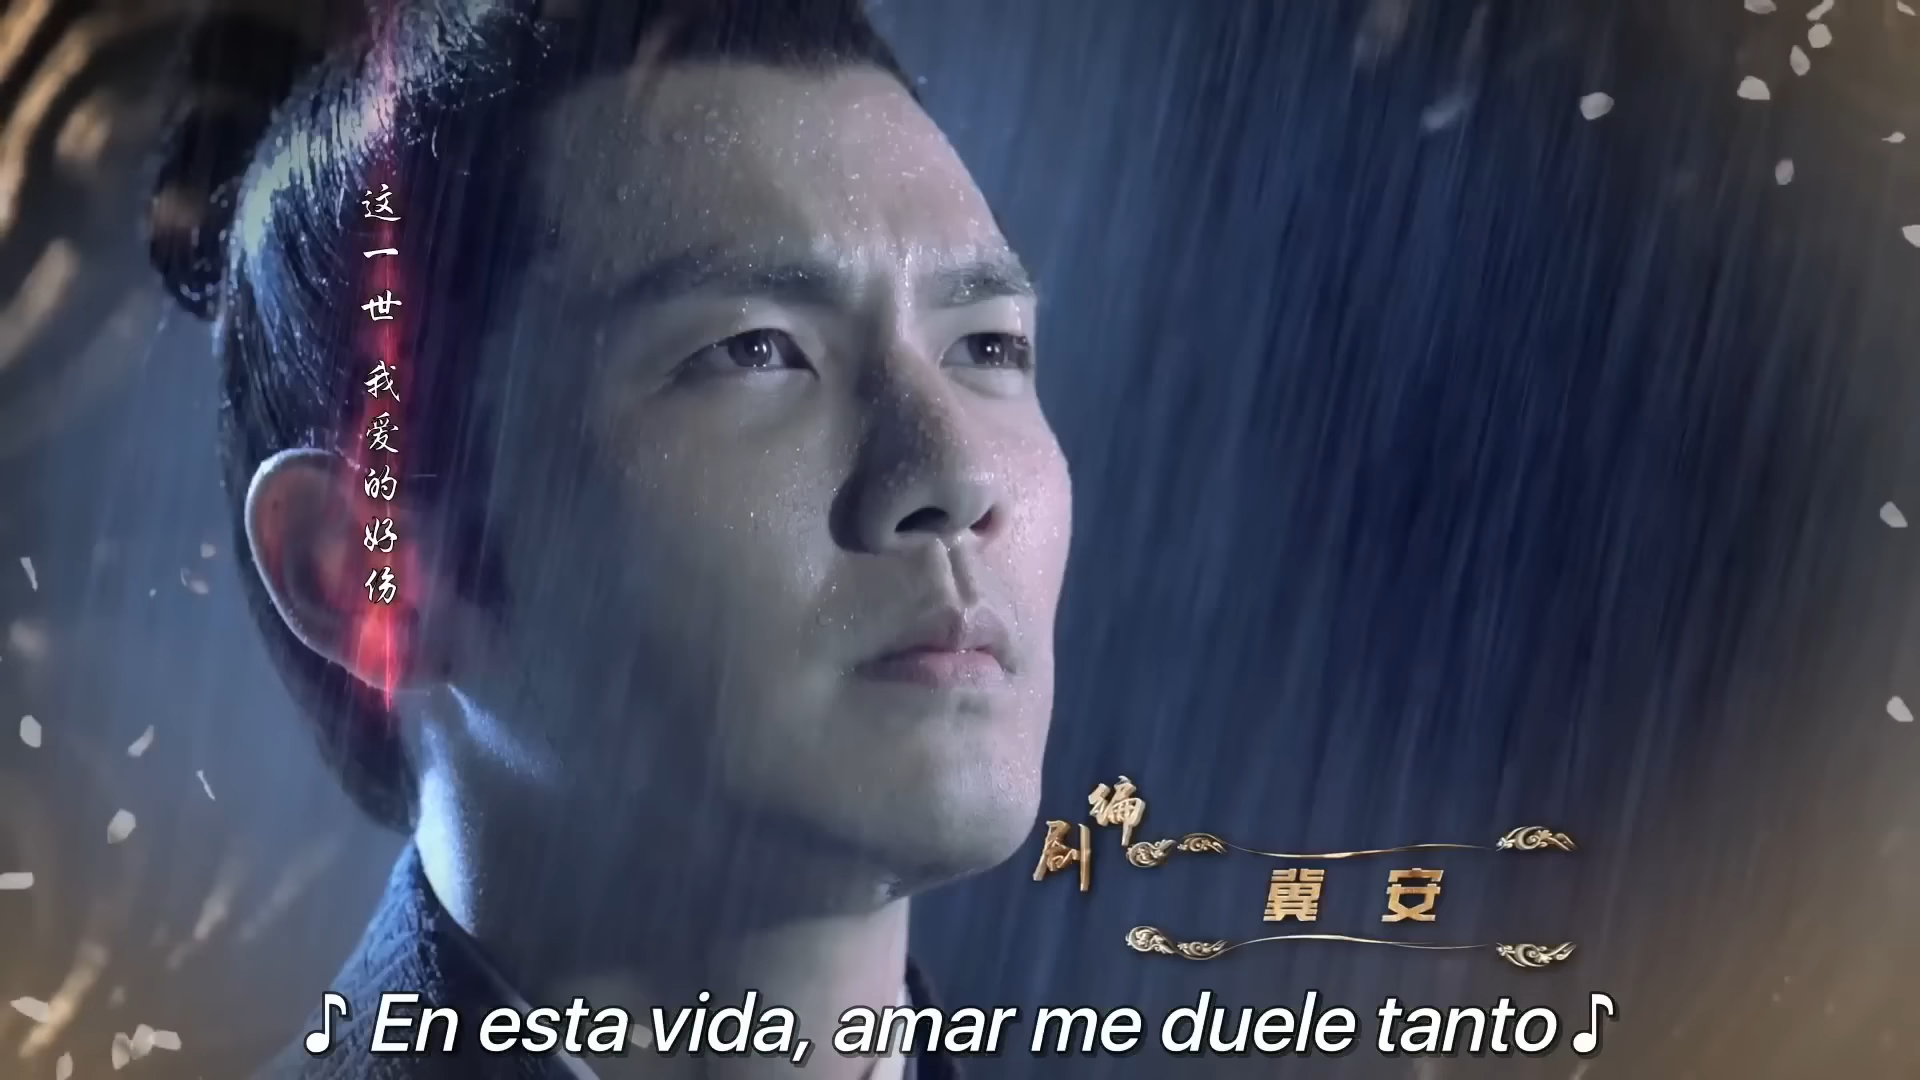 这一世 我爱的好伤
编剧
冀安
♪ En esta vida, amar me duele tanto ♪